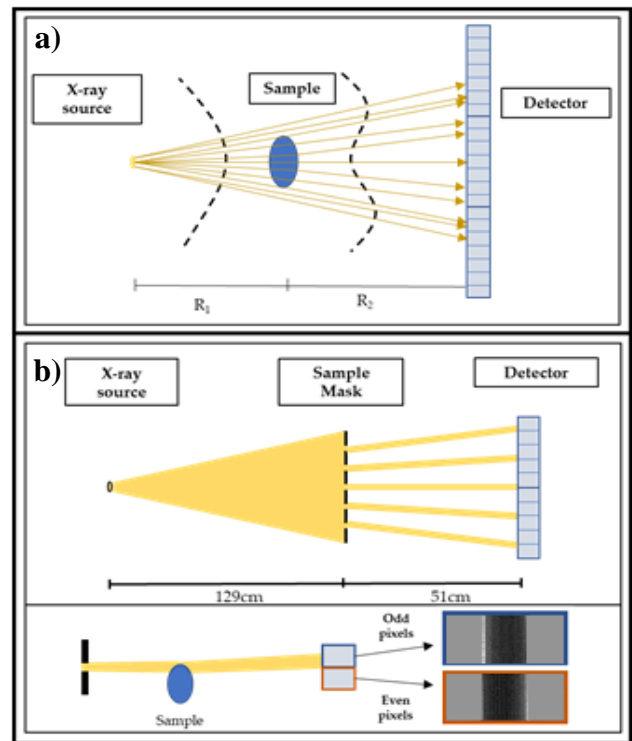 a)
X-ray
source
Sample
Detector
R₁
R₂
b)
X-ray
source
Sample
Mask
Detector
129cm
51cm
Odd
pixels
Even
pixels
Sample